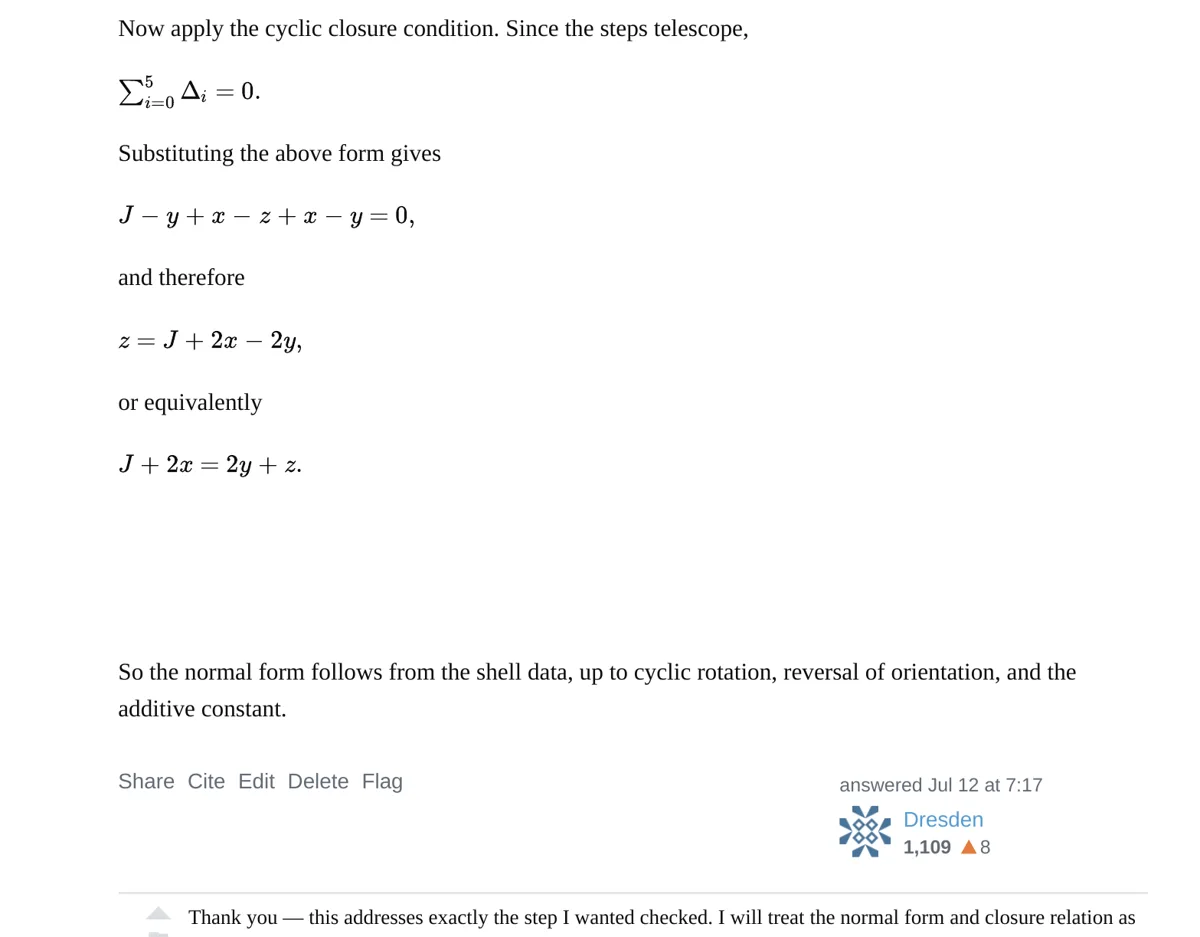 Now apply the cyclic closure condition. Since the steps telescope,
∑⁵ᵢ₌₀ Δᵢ = 0.
Substituting the above form gives
J − y + x − z + x − y = 0,
and therefore
z = J + 2x − 2y,
or equivalently
J + 2x = 2y + z.
So the normal form follows from the shell data, up to cyclic rotation, reversal of orientation, and the
additive constant.
Share Cite Edit Delete Flag
answered Jul 12 at 7:17
Dresden
1,109 ▲8
Thank you — this addresses exactly the step I wanted checked. I will treat the normal form and closure relation as